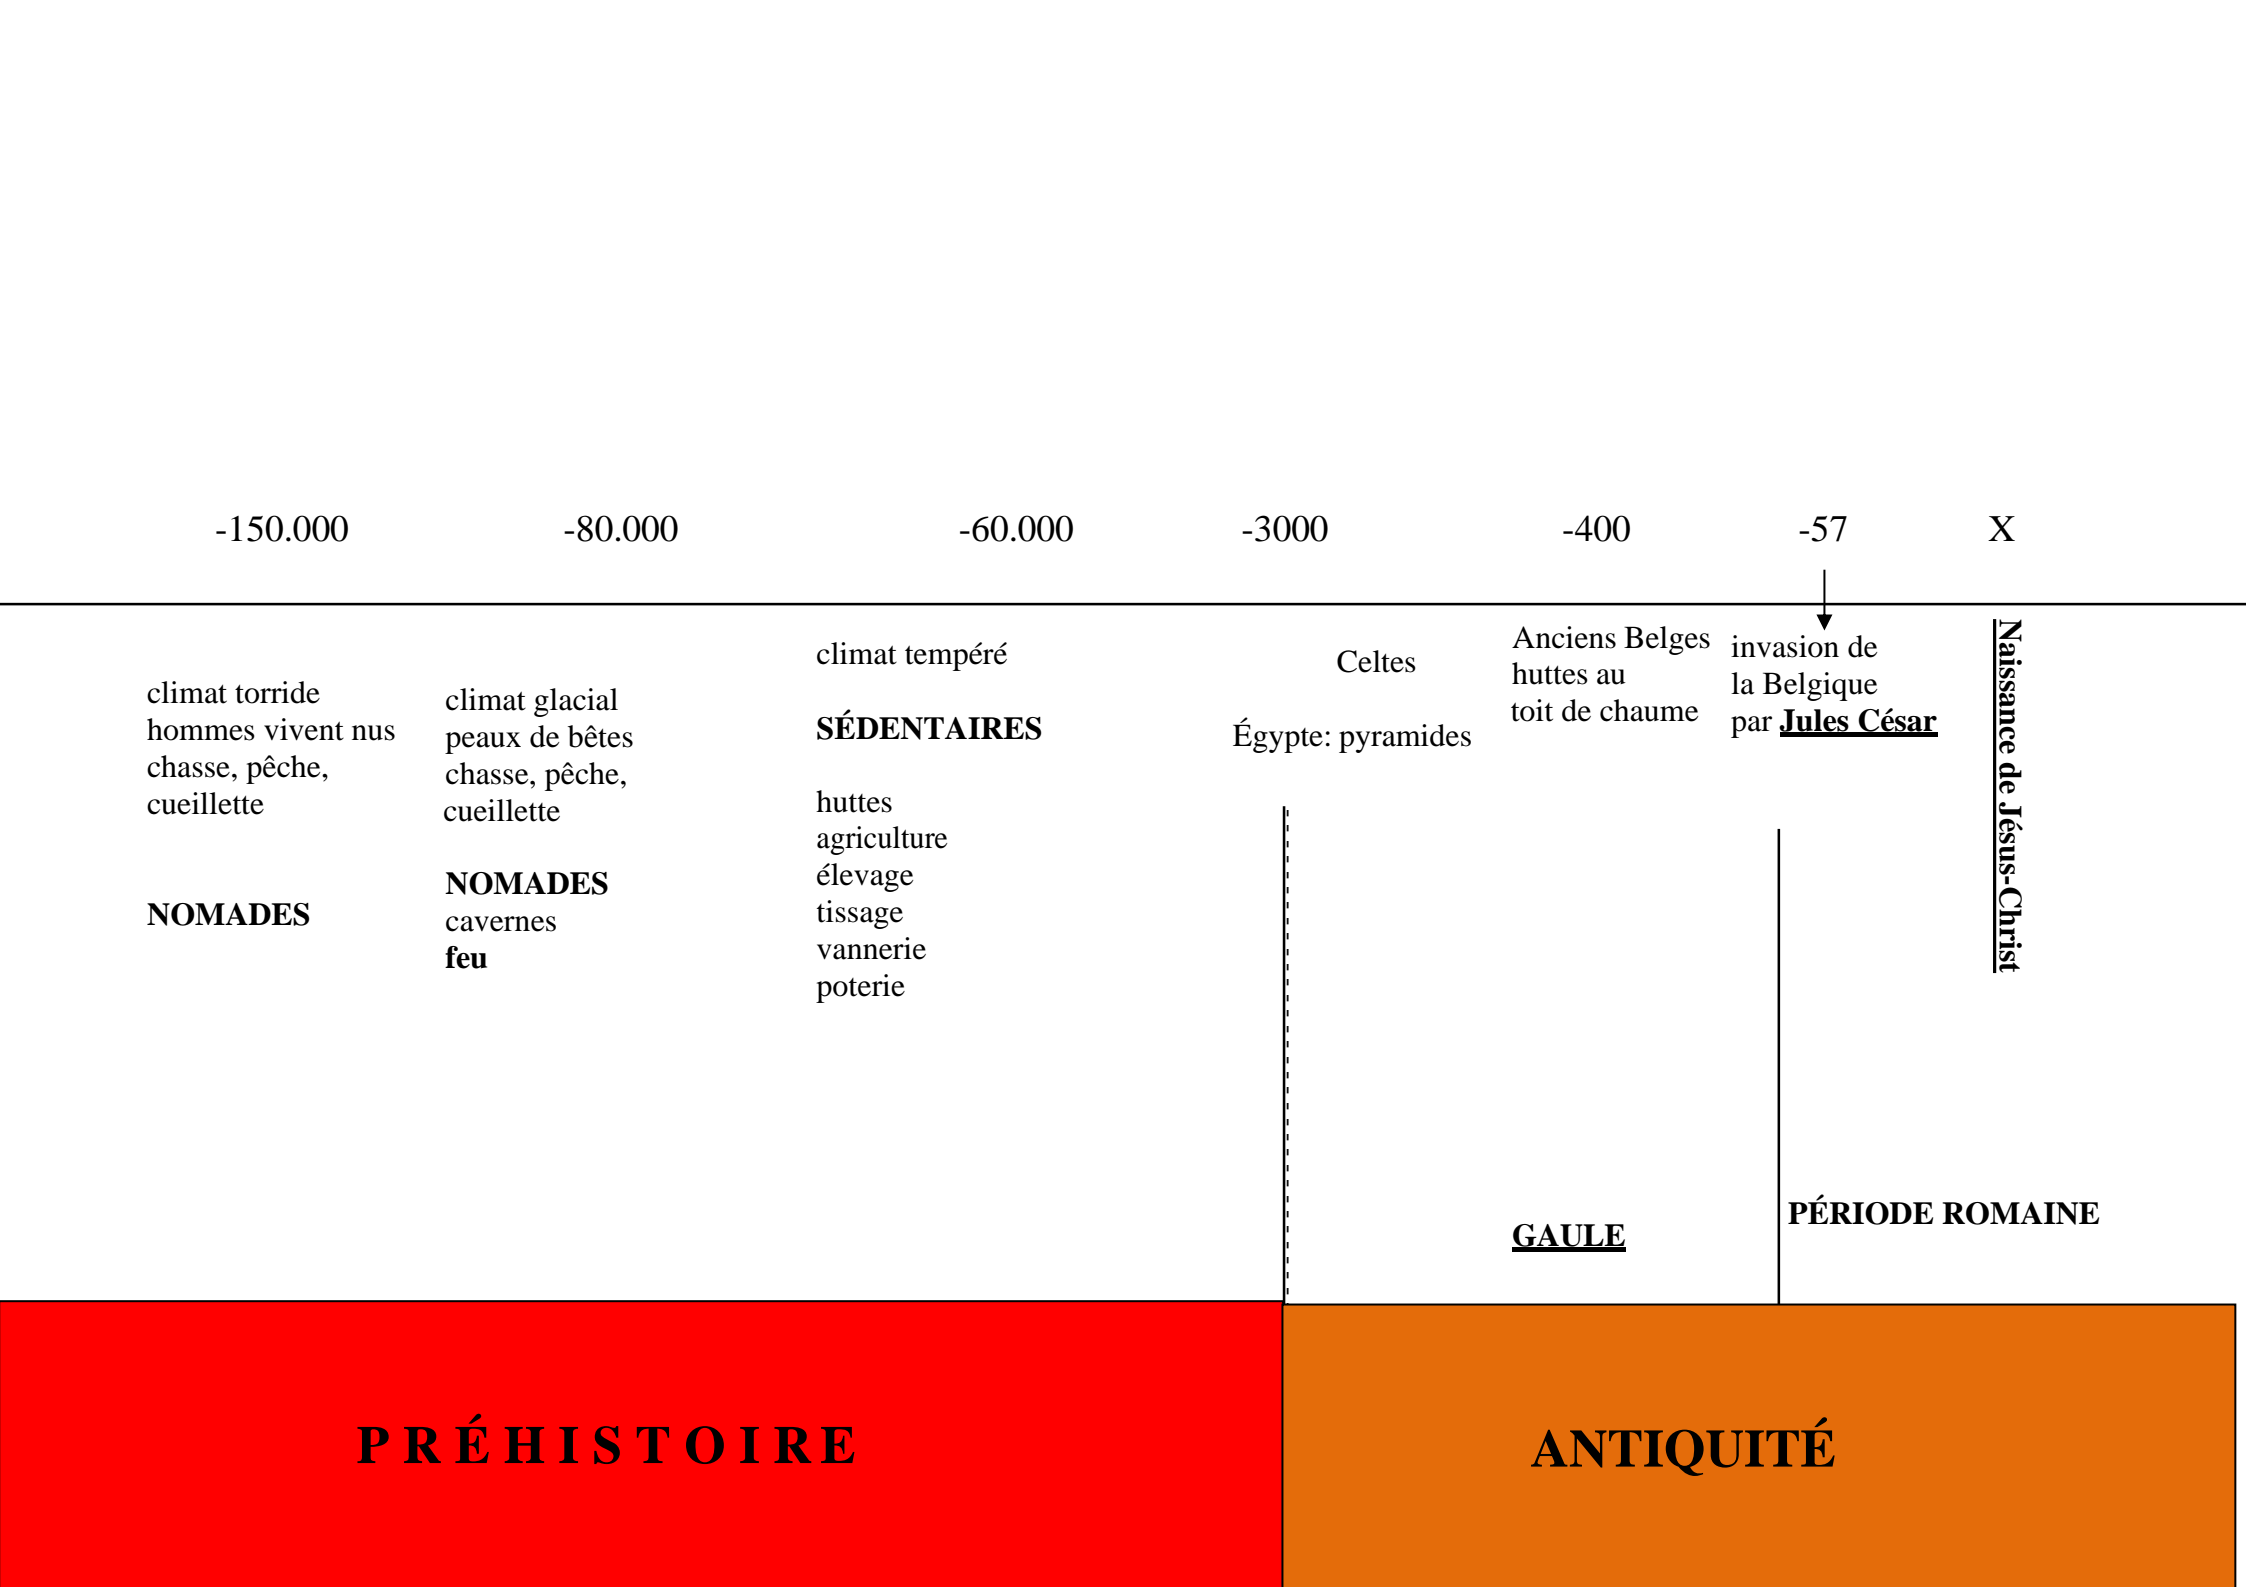 -150.000 -80.000 -60.000 -3000 -400 -57 X
climat torride
hommes vivent nus
chasse, pêche,
cueillette
NOMADES
climat glacial
peaux de bêtes
chasse, pêche,
cueillette
NOMADES
cavernes
feu
climat tempéré
SÉDENTAIRES
huttes
agriculture
élevage
tissage
vannerie
poterie
Celtes
Égypte: pyramides
Anciens Belges
huttes au
toit de chaume
invasion de
la Belgique
par Jules César
Naissance de Jésus-Christ
GAULE
PÉRIODE ROMAINE
PRÉHISTOIRE
ANTIQUITÉ